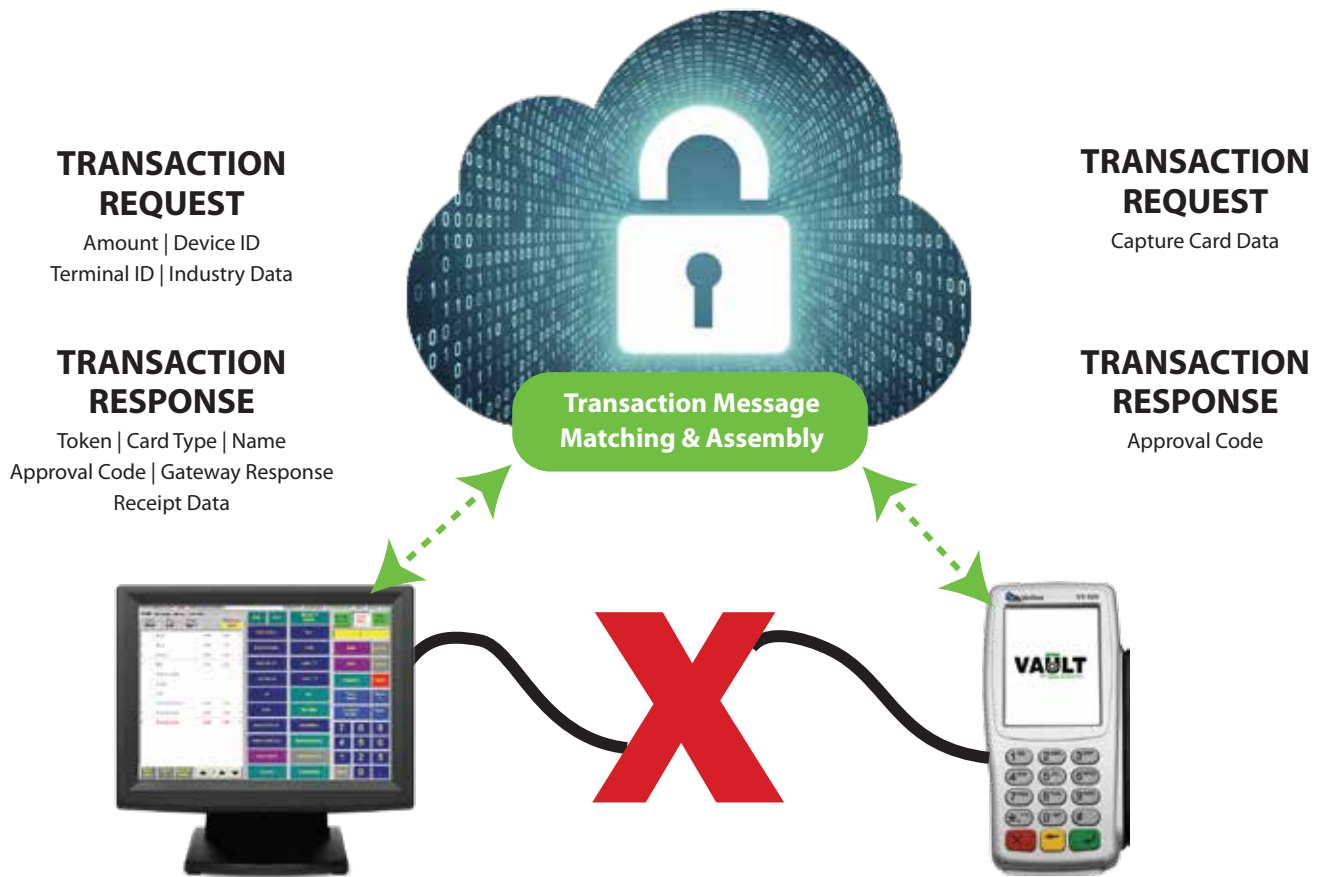 TRANSACTION
REQUEST
Amount | Device ID
Terminal ID | Industry Data
TRANSACTION
RESPONSE
Token | Card Type | Name
Approval Code | Gateway Response
Receipt Data
Transaction Message
Matching & Assembly
TRANSACTION
REQUEST
Capture Card Data
TRANSACTION
RESPONSE
Approval Code
X
VAULT